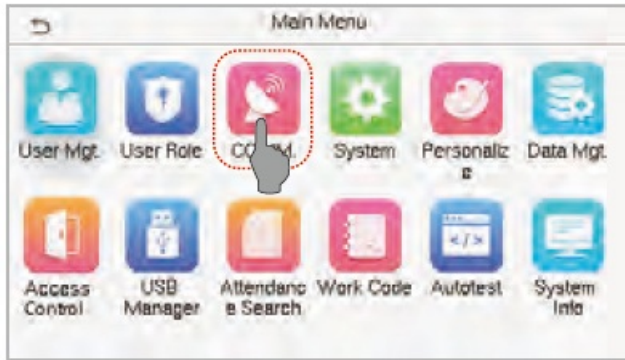 Main Menu
User Mgt.
User Role
COMM.
System
Personaliz
e
Data Mgt.
Access
Control
USB
Manager
Attendanc
e Search
Work Code
Autotest
System
Info